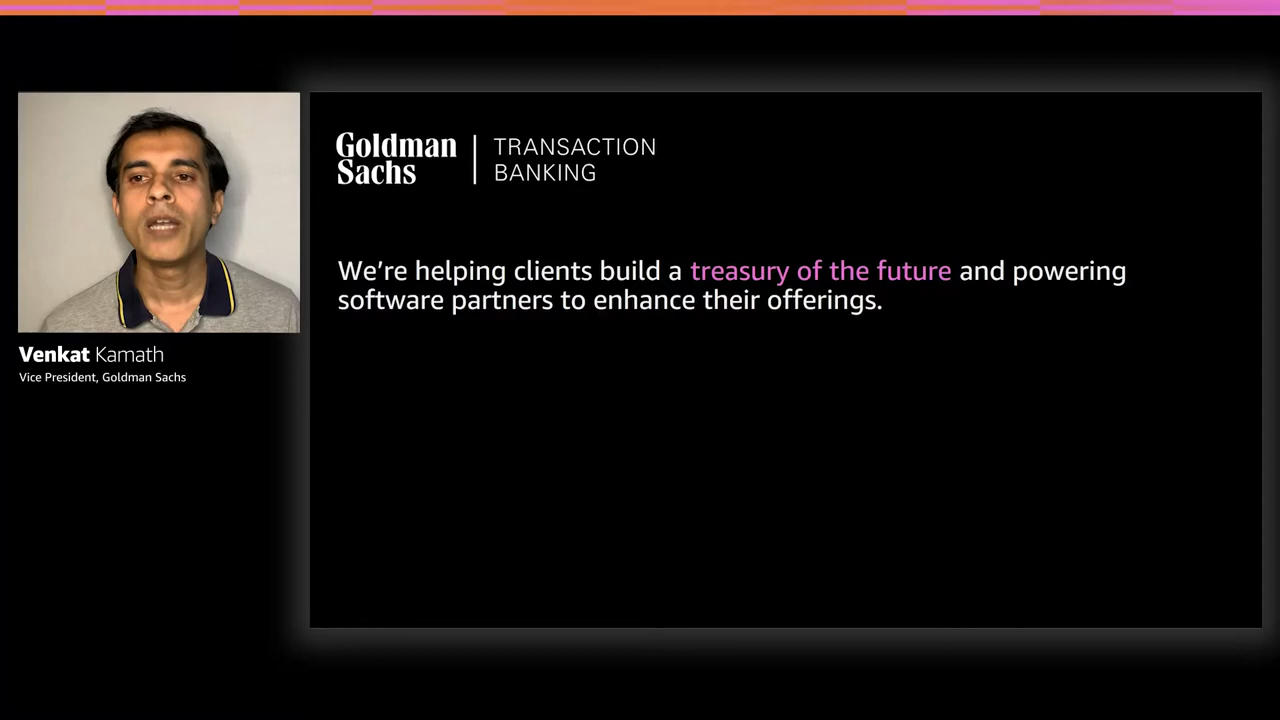 Goldman
Sachs
TRANSACTION
BANKING
We’re helping clients build a treasury of the future and powering
software partners to enhance their offerings.
Venkat Kamath
Vice President, Goldman Sachs